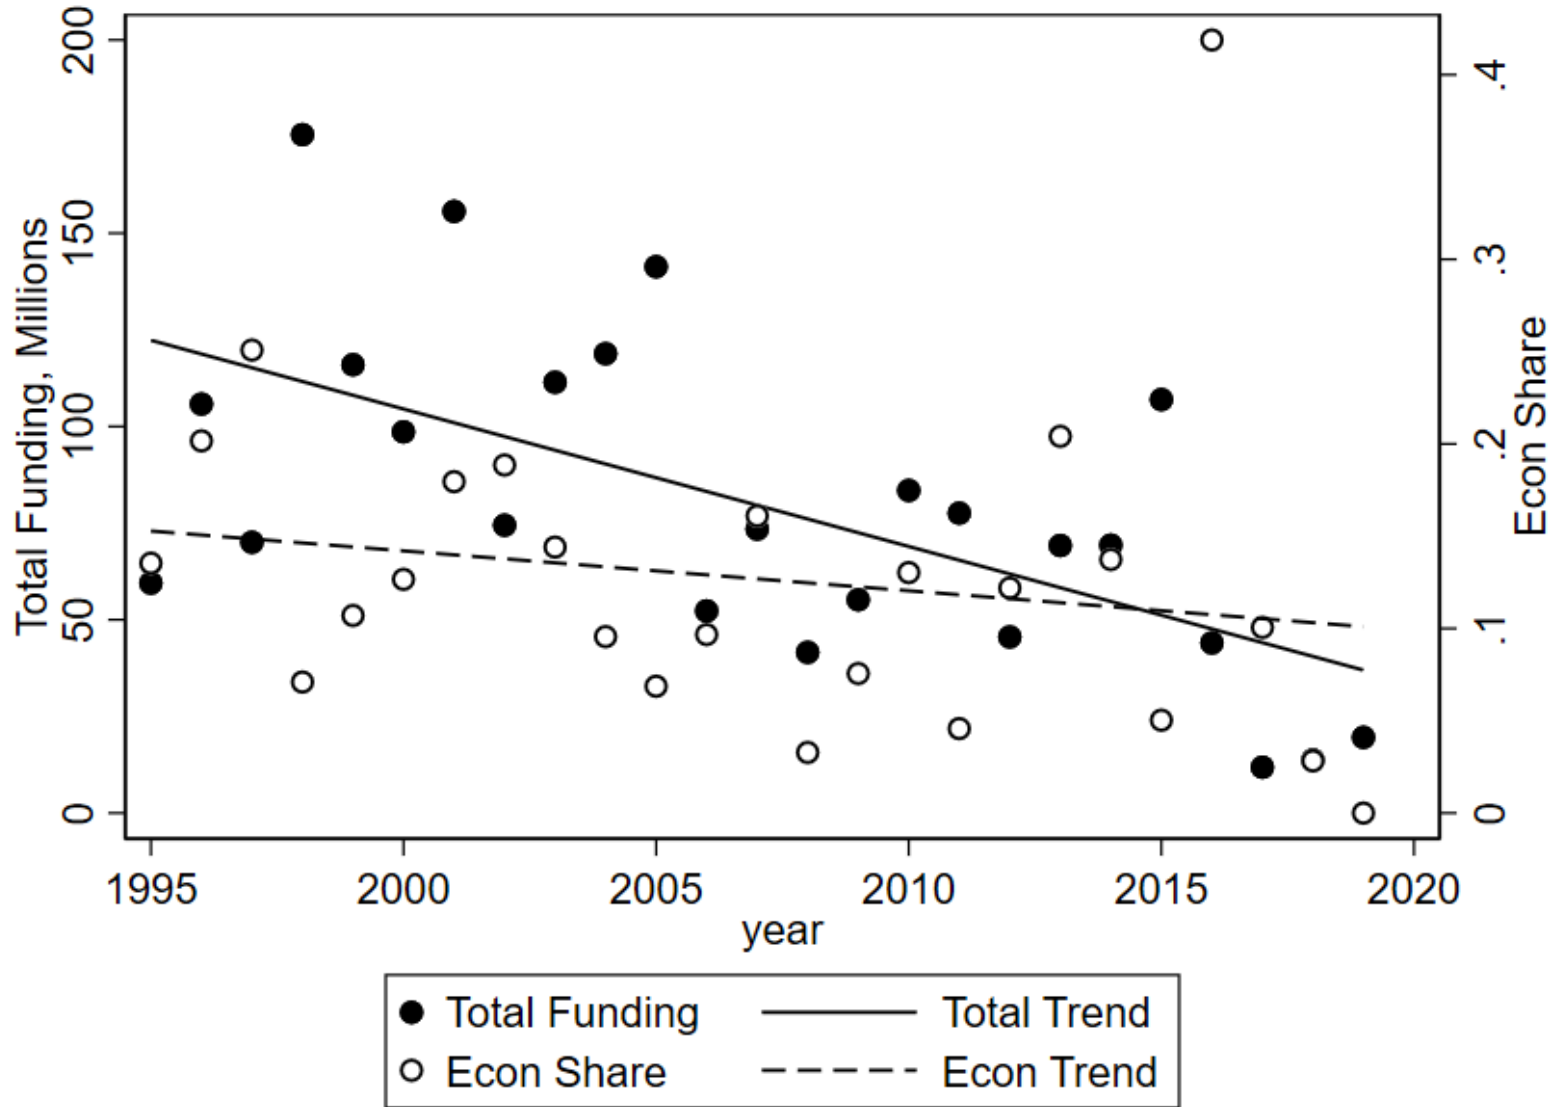 200
150
100
50
0
Total Funding, Millions
.4
.3
.2
.1
0
Econ Share
1995 2000 2005 2010 2015 2020
year
Total Funding Total Trend
Econ Share Econ Trend